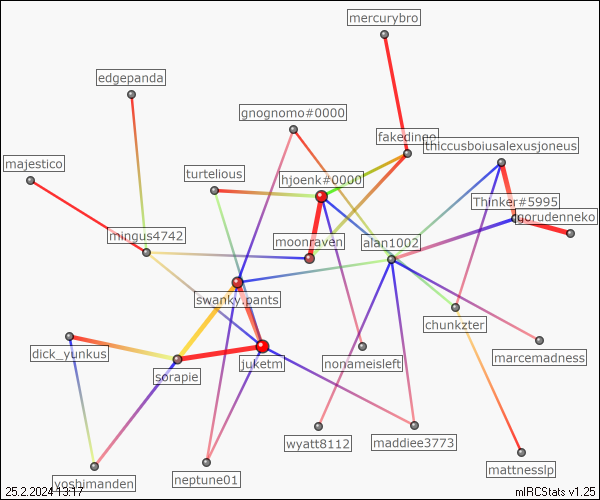 mercurybro
edgepanda
gnognomo#0000
fakedingo
thiccusboiusalexusjoneus
majestico
turtelious
hjoenk#0000
Thinker#5995
gorudenneko
mingus4742
moonraven
alan1002
swanky.pants
chunkzter
dick_yunkus
sorapie
juketm
nonameisleft
marcemadness
wyatt8112
maddiee3773
mattnesslp
neptune01
yoshimanden
25.2.2024 13:17
mIRCStats v1.25